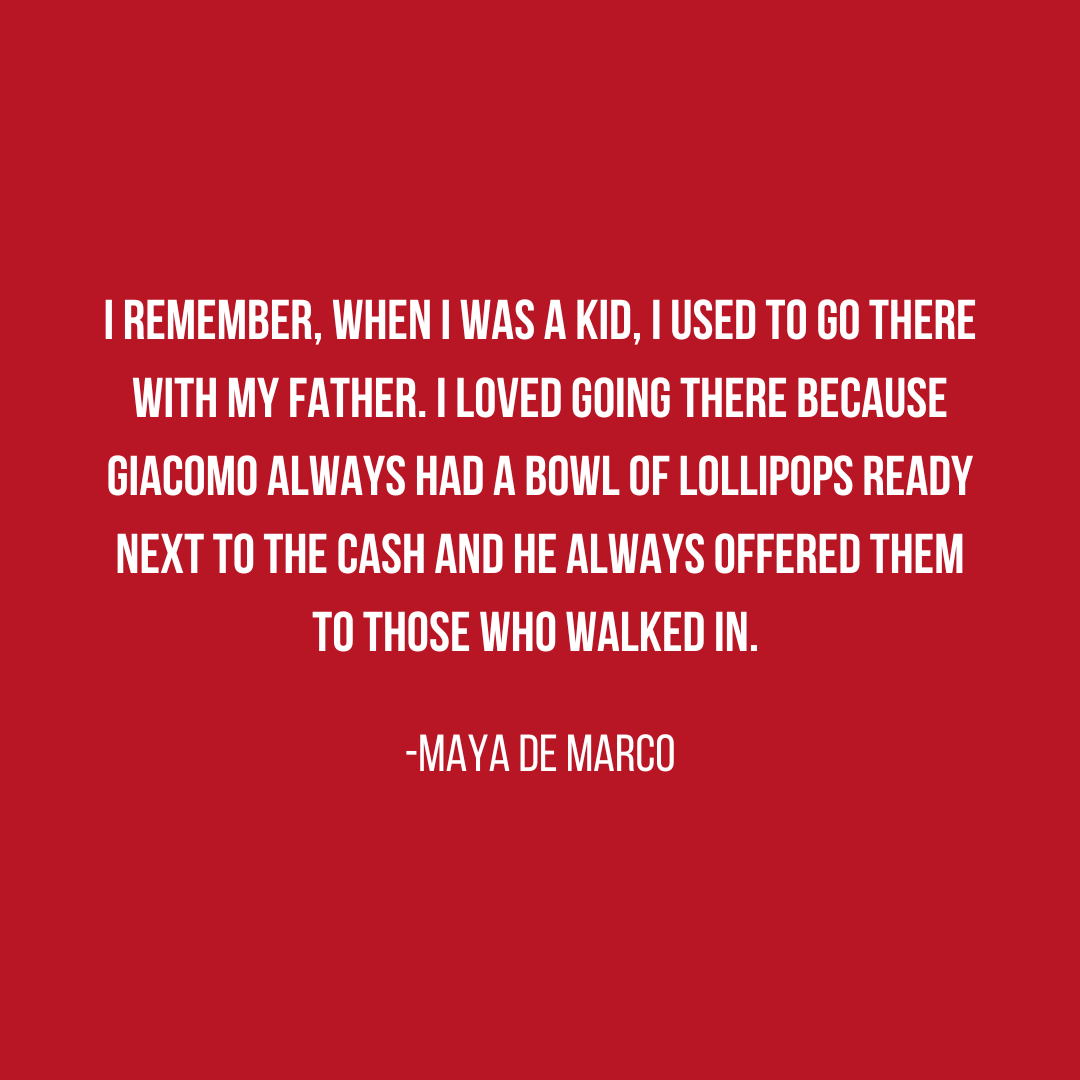 I REMEMBER, WHEN I WAS A KID, I USED TO GO THERE
WITH MY FATHER. I LOVED GOING THERE BECAUSE
GIACOMO ALWAYS HAD A BOWL OF LOLLIPOPS READY
NEXT TO THE CASH AND HE ALWAYS OFFERED THEM
TO THOSE WHO WALKED IN.
-MAYA DE MARCO